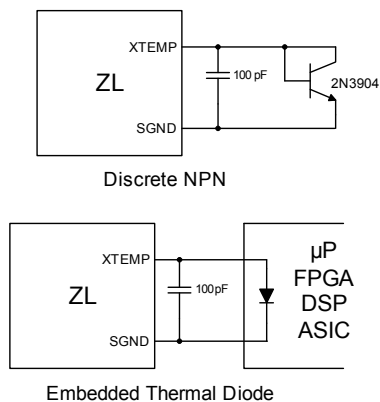 XTEMP
ZL
100 pF
2N3904
SGND
Discrete NPN
XTEMP
ZL
100pF
SGND
µP
FPGA
DSP
ASIC
Embedded Thermal Diode